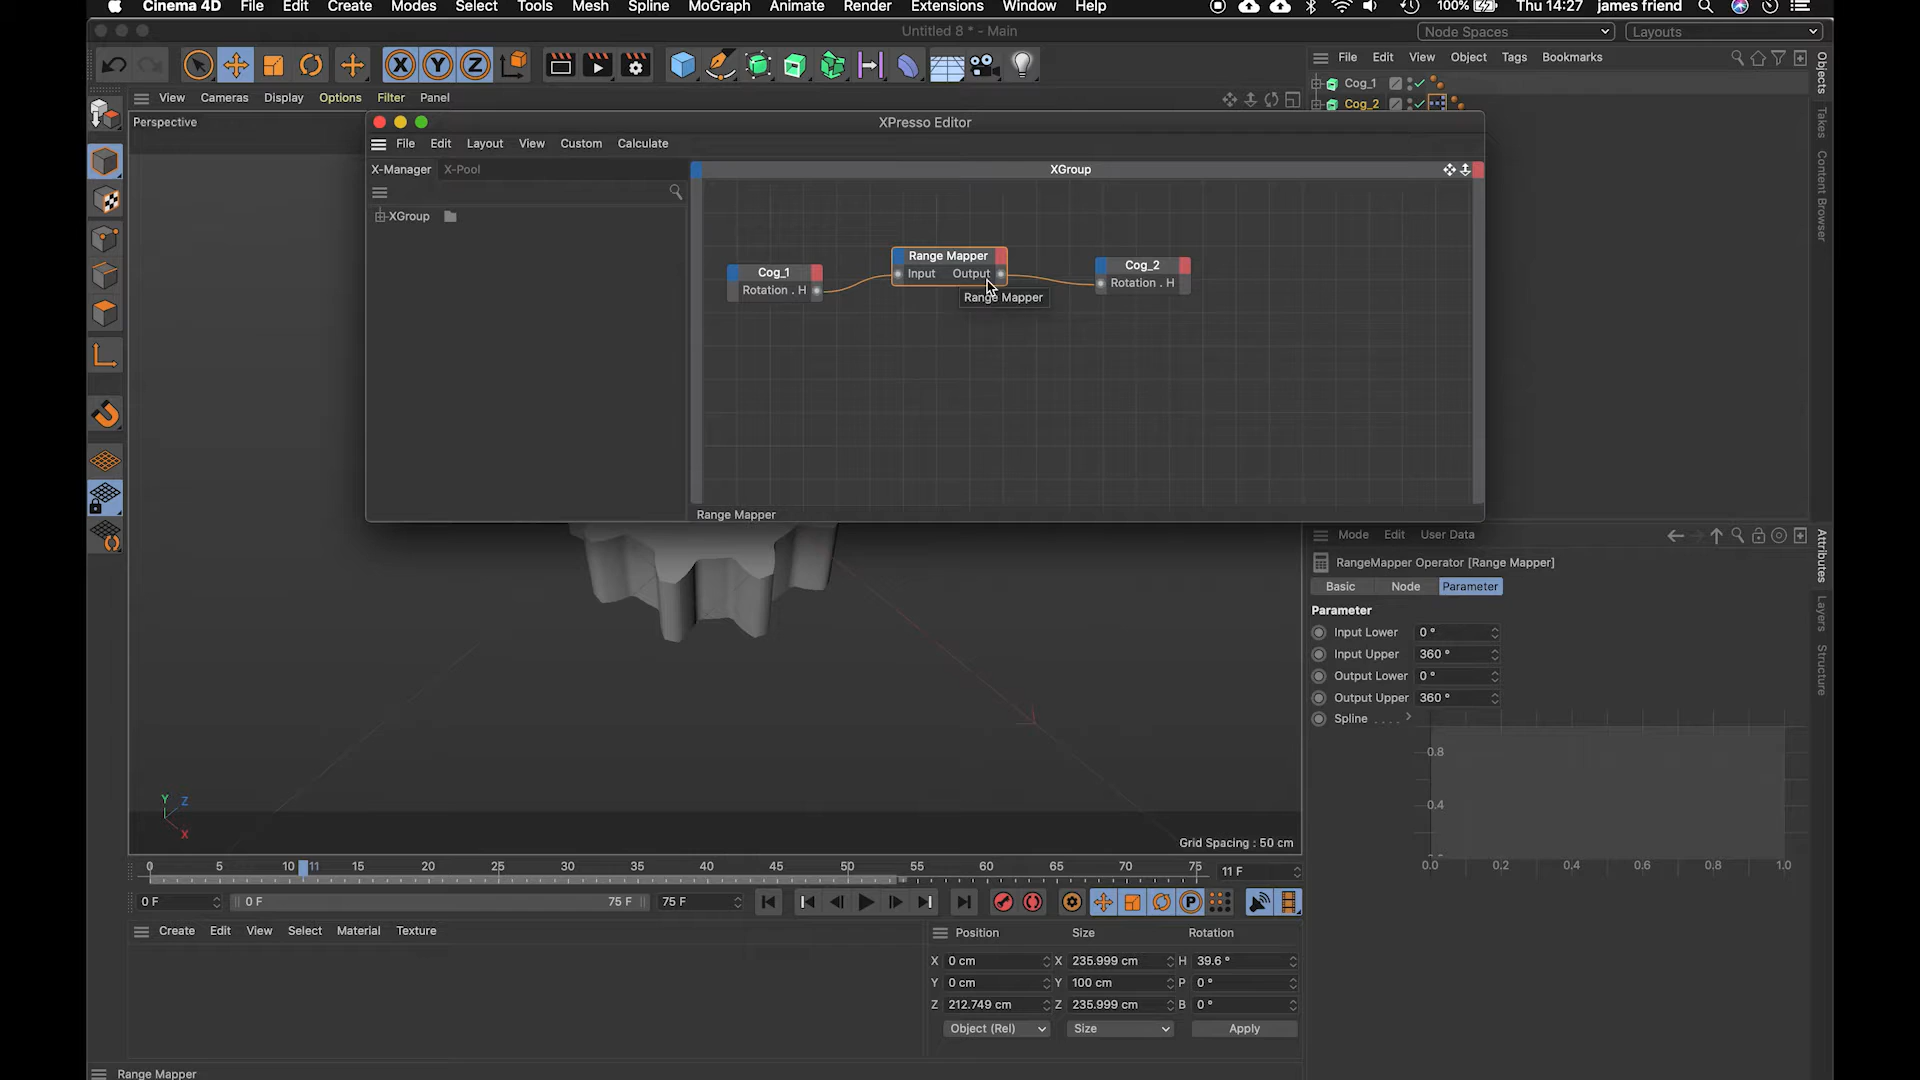 Cinema 4D File Edit Create Modes Select Tools Mesh Spline MoGraph Animate Render Extensions Window Help 100% Thu 14:27 james friend
Untitled 8 * - Main
Node Spaces Layouts
File Edit View Object Tags Bookmarks
X Y Z
View Cameras Display Options Filter Panel
Cog_1
Cog_2
Perspective
XPresso Editor
File Edit Layout View Custom Calculate
X-Manager X-Pool
XGroup
XGroup
Cog_1
Rotation . H
Range Mapper
Input Output
Cog_2
Rotation . H
Range Mapper
Range Mapper
Objects
Takes
Content Browser
Mode Edit User Data
RangeMapper Operator [Range Mapper]
Basic Node Parameter
Parameter
Input Lower 0 °
Input Upper 360 °
Output Lower 0 °
Output Upper 360 °
Spline . . . .
0.8
0.4
0.0 0.2 0.4 0.6 0.8 1.0
Attributes
Layers
Structure
Y Z
X
Grid Spacing : 50 cm
0 5 10 11 15 20 25 30 35 40 45 50 55 60 65 70 75 11 F
0 F 0 F 75 F 75 F
P
Create Edit View Select Material Texture
Position Size Rotation
X 0 cm X 235.999 cm H 39.6 °
Y 0 cm Y 100 cm P 0 °
Z 212.749 cm Z 235.999 cm B 0 °
Object (Rel) Size Apply
Range Mapper